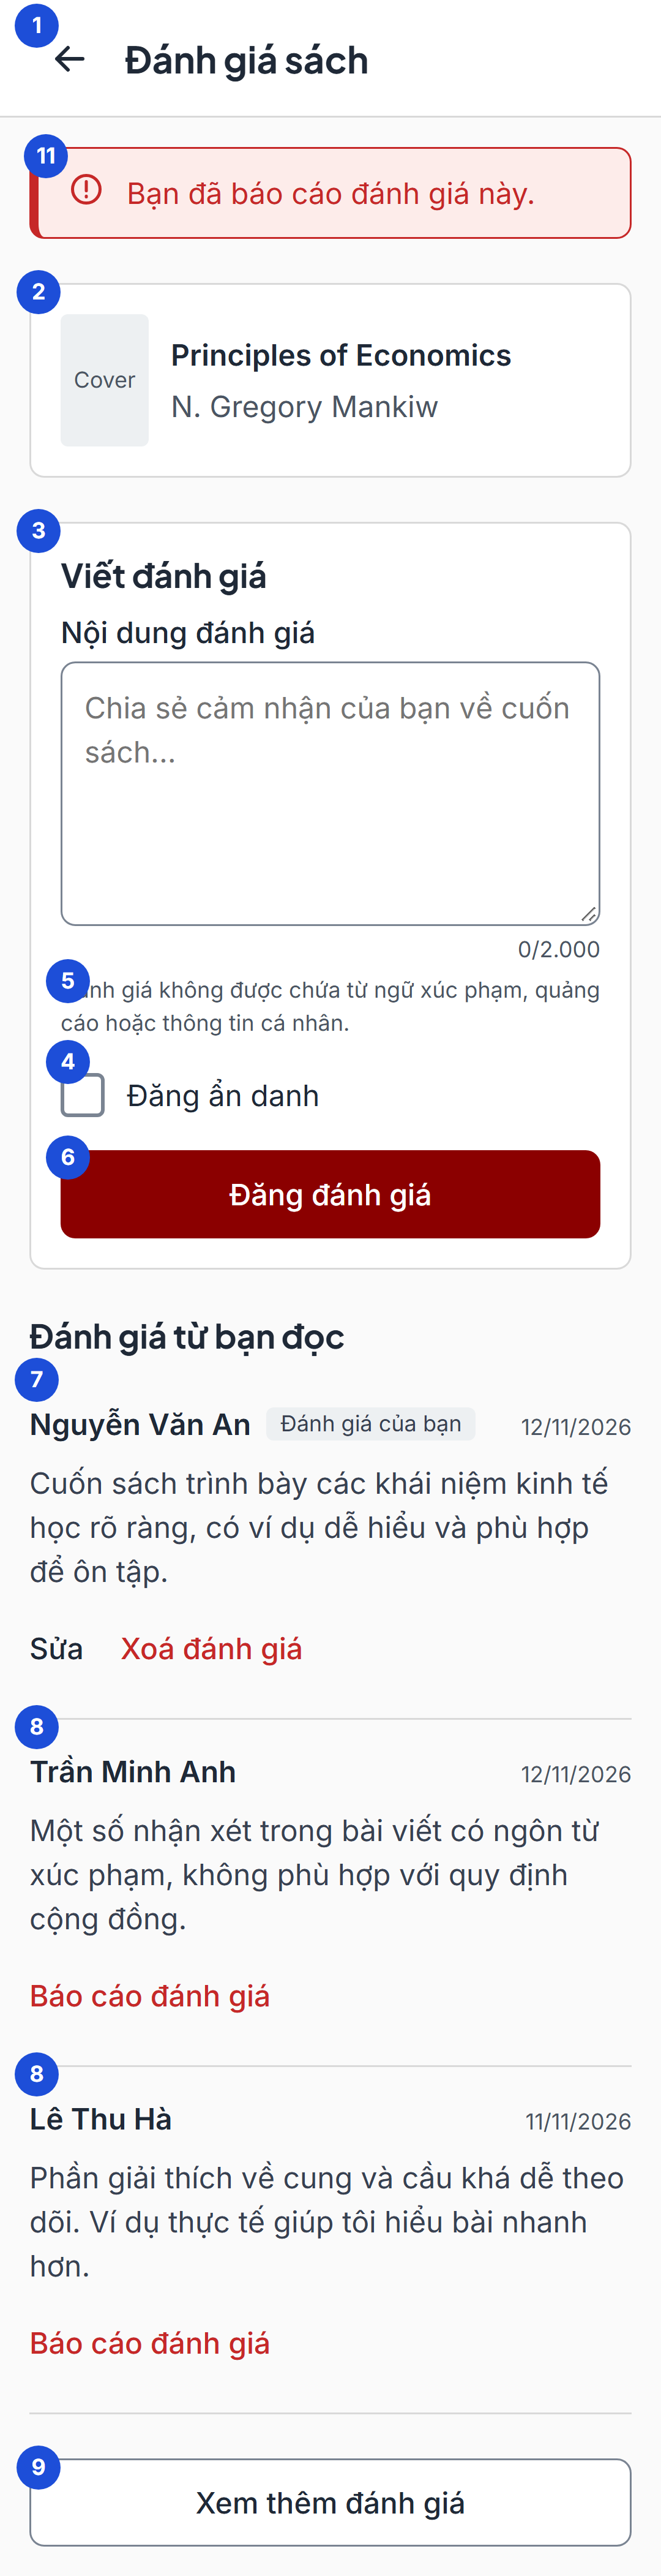 1
Đánh giá sách
11
Bạn đã báo cáo đánh giá này.
2
Cover
Principles of Economics
N. Gregory Mankiw
3
Viết đánh giá
Nội dung đánh giá
Chia sẻ cảm nhận của bạn về cuốn
sách...
0/2.000
5
giá không được chứa từ ngữ xúc phạm, quảng
cáo hoặc thông tin cá nhân.
4
Đăng ẩn danh
6
Đăng đánh giá
Đánh giá từ bạn đọc
7
Nguyễn Văn An Đánh giá của bạn 12/11/2026
Cuốn sách trình bày các khái niệm kinh tế
học rõ ràng, có ví dụ dễ hiểu và phù hợp
để ôn tập.
Sửa Xoá đánh giá
8
Trần Minh Anh 12/11/2026
Một số nhận xét trong bài viết có ngôn từ
xúc phạm, không phù hợp với quy định
cộng đồng.
Báo cáo đánh giá
8
Lê Thu Hà 11/11/2026
Phần giải thích về cung và cầu khá dễ theo
dõi. Ví dụ thực tế giúp tôi hiểu bài nhanh
hơn.
Báo cáo đánh giá
9
Xem thêm đánh giá